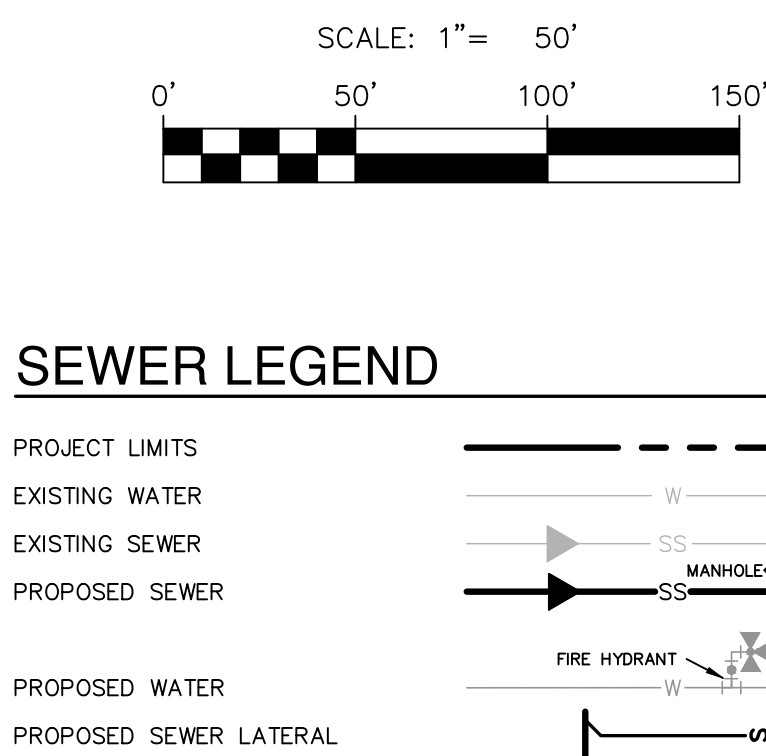 SCALE: 1"= 50'
0' 50' 100' 150'
SEWER LEGEND
PROJECT LIMITS
EXISTING WATER W
EXISTING SEWER SS
MANHOLE
PROPOSED SEWER SS
FIRE HYDRANT
PROPOSED WATER W
PROPOSED SEWER LATERAL S